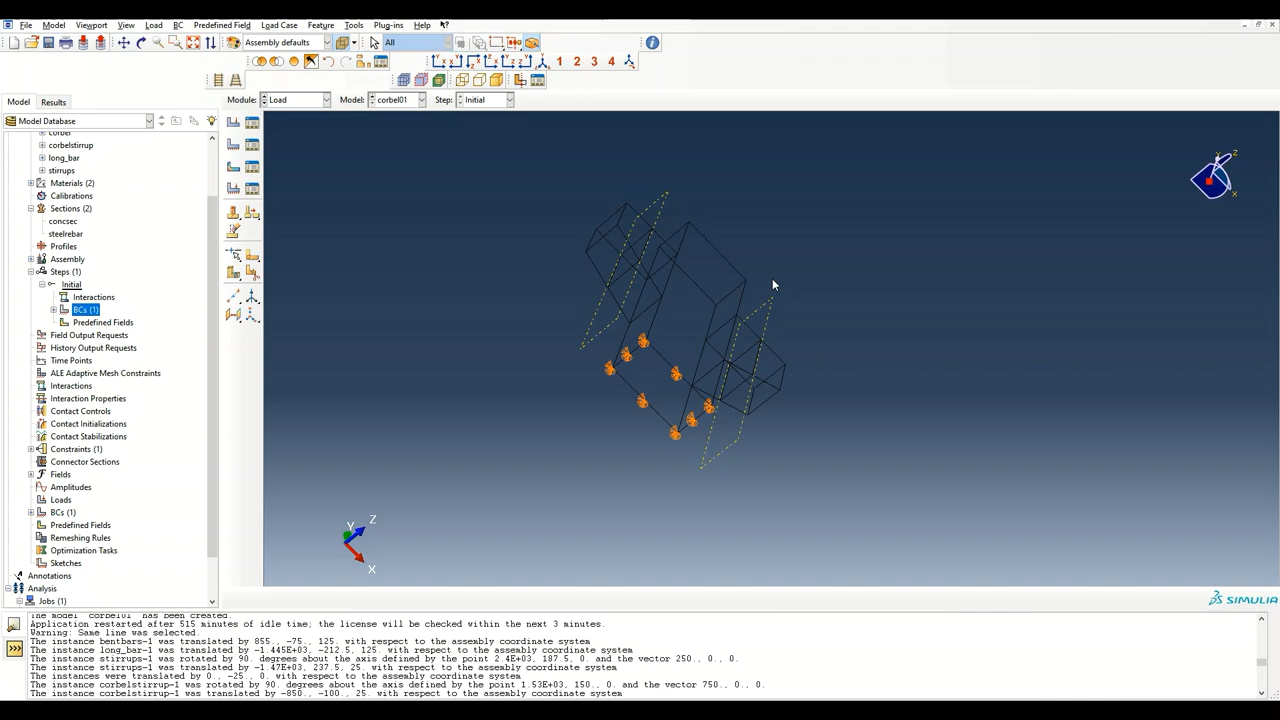 File Model Viewport View Load BC Predefined Field Load Case Feature Tools Plug-ins Help
Assembly defaults All
1 2 3 4
Model Results Module: Load Model: corbel01 Step: Initial
Model Database
corbel
corbelstirrup
long_bar
stirrups
Materials (2)
Calibrations
Sections (2)
concsec
steelrebar
Profiles
Assembly
Steps (1)
Initial
Interactions
BCs (1)
Predefined Fields
Field Output Requests
History Output Requests
Time Points
ALE Adaptive Mesh Constraints
Interactions
Interaction Properties
Contact Controls
Contact Initializations
Contact Stabilizations
Constraints (1)
Connector Sections
Fields
Amplitudes
Loads
BCs (1)
Predefined Fields
Remeshing Rules
Optimization Tasks
Sketches
Annotations
Analysis
Jobs (1)
Y Z
X
Z
X
SIMULIA
The model "corbel01" has been created.
Application restarted after 515 minutes of idle time; the license will be checked within the next 3 minutes.
Warning: Same line was selected.
The instance bentbars-1 was translated by 855., -75., 125. with respect to the assembly coordinate system
The instance long_bar-1 was translated by -1.445E+03, -212.5, 125. with respect to the assembly coordinate system
The instance stirrups-1 was rotated by 90. degrees about the axis defined by the point 2.4E+03, 187.5, 0. and the vector 250., 0., 0.
The instance stirrups-1 was translated by -1.47E+03, 237.5, 25. with respect to the assembly coordinate system
The instances were translated by 0., -25., 0. with respect to the assembly coordinate system
The instance corbelstirrup-1 was rotated by 90. degrees about the axis defined by the point 1.53E+03, 150., 0. and the vector 750., 0., 0.
The instance corbelstirrup-1 was translated by -850., -100., 25. with respect to the assembly coordinate system